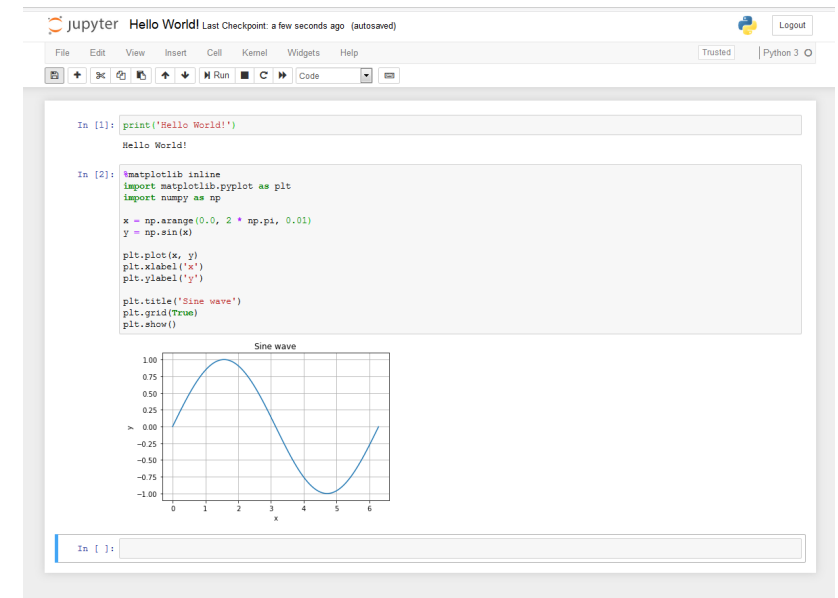 jupyter Hello World! Last Checkpoint: a few seconds ago (autosaved)
Logout
File Edit View Insert Cell Kernel Widgets Help
Trusted
Python 3
Run
Code
In [1]: print('Hello World!')
Hello World!
In [2]: %matplotlib inline
import matplotlib.pyplot as plt
import numpy as np
x = np.arange(0.0, 2 * np.pi, 0.01)
y = np.sin(x)
plt.plot(x, y)
plt.xlabel('x')
plt.ylabel('y')
plt.title('Sine wave')
plt.grid(True)
plt.show()
Sine wave
1.00
0.75
0.50
0.25
y
0.00
−0.25
−0.50
−0.75
−1.00
0 1 2 3 4 5 6
x
In [ ]: